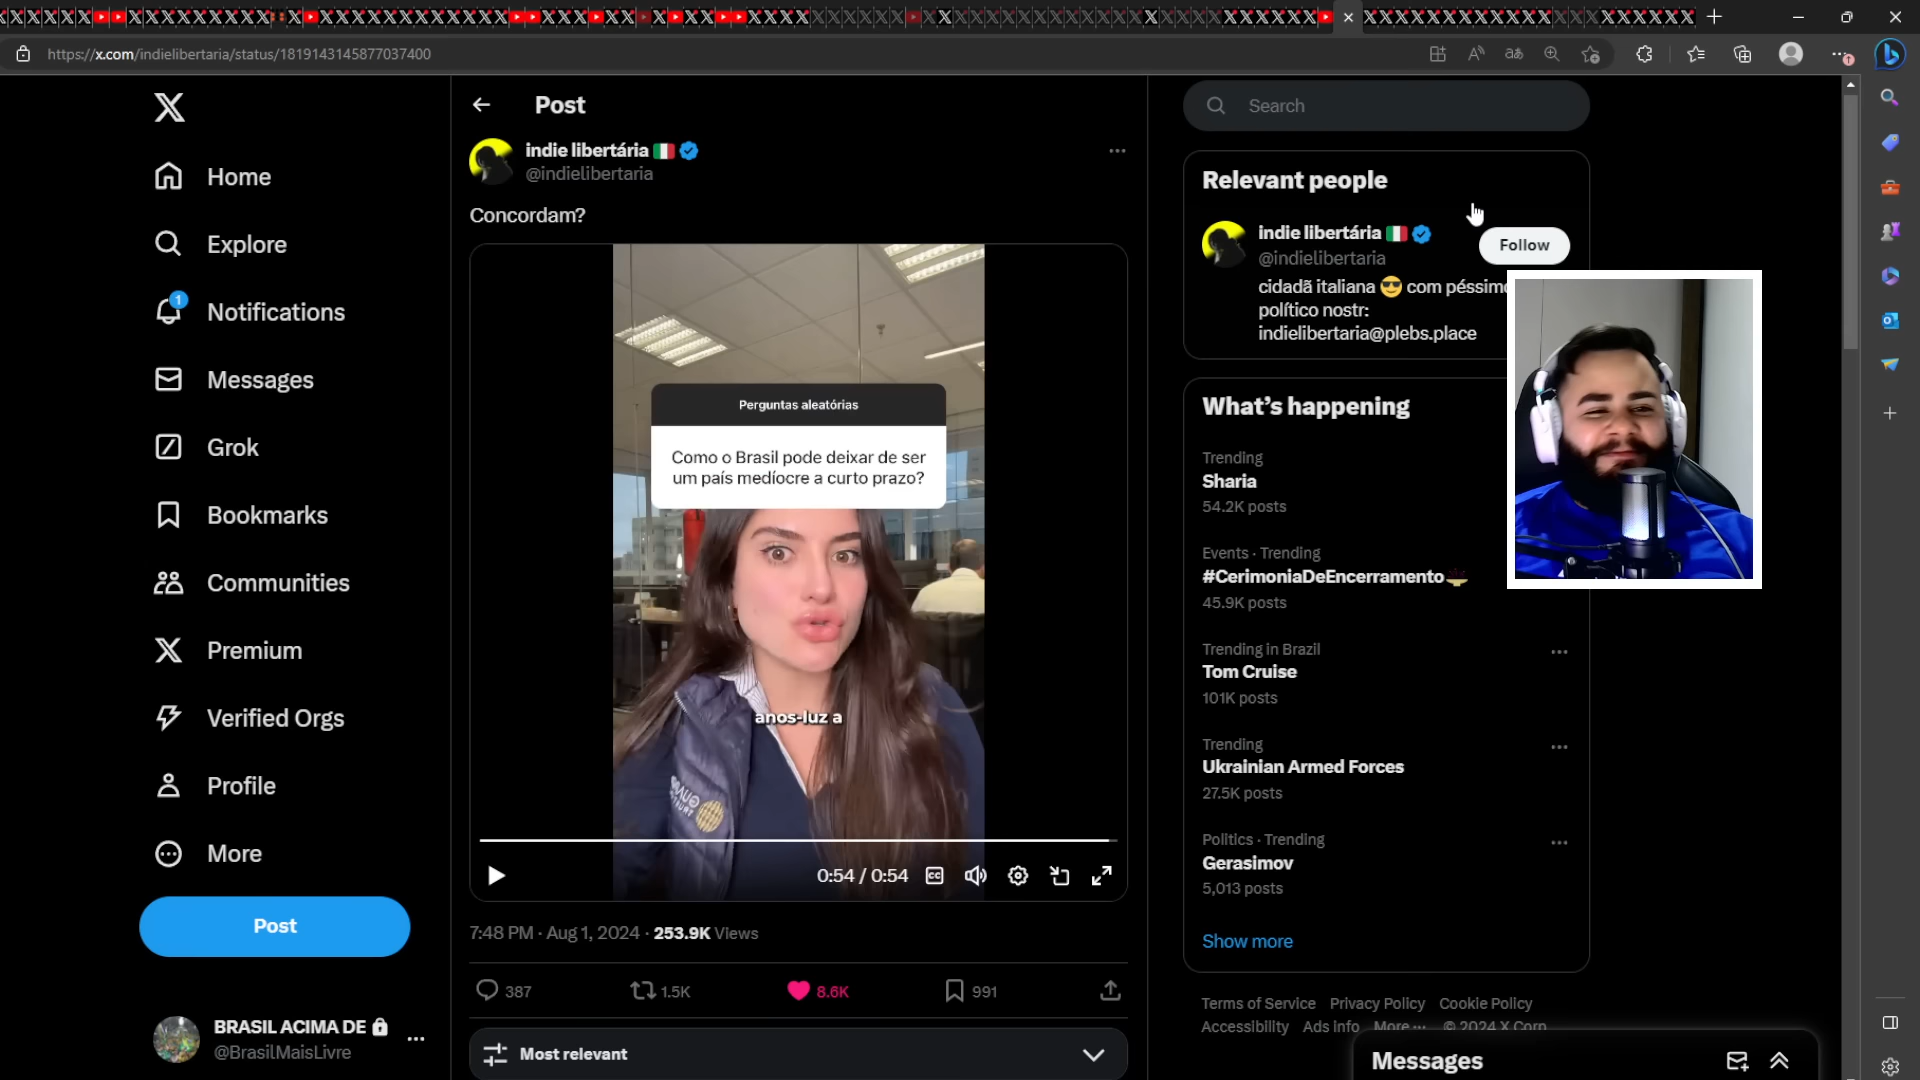 https://x.com/indielibertaria/status/1819143145877037400
Home
Explore
1
Notifications
Messages
Grok
Bookmarks
Communities
Premium
Verified Orgs
Profile
More
Post
BRASIL ACIMA DE
@BrasilMaisLivre
Post
indie libertária
@indielibertaria
Concordam?
Perguntas aleatórias
Como o Brasil pode deixar de ser
um país medíocre a curto prazo?
anos-luz a
0:54 / 0:54
CC
7:48 PM · Aug 1, 2024 · 253.9K Views
387
1.5K
8.6K
991
Most relevant
Search
Relevant people
indie libertária
@indielibertaria
Follow
cidadã italiana 😎 com péssimo
político nostr:
indielibertaria@plebs.place
What's happening
Trending
Sharia
54.2K posts
Events · Trending
#CerimoniaDeEncerramento
45.9K posts
Trending in Brazil
Tom Cruise
101K posts
Trending
Ukrainian Armed Forces
27.5K posts
Politics · Trending
Gerasimov
5,013 posts
Show more
Terms of Service Privacy Policy Cookie Policy
Accessibility Ads info More ··· © 2024 X Corp
Messages